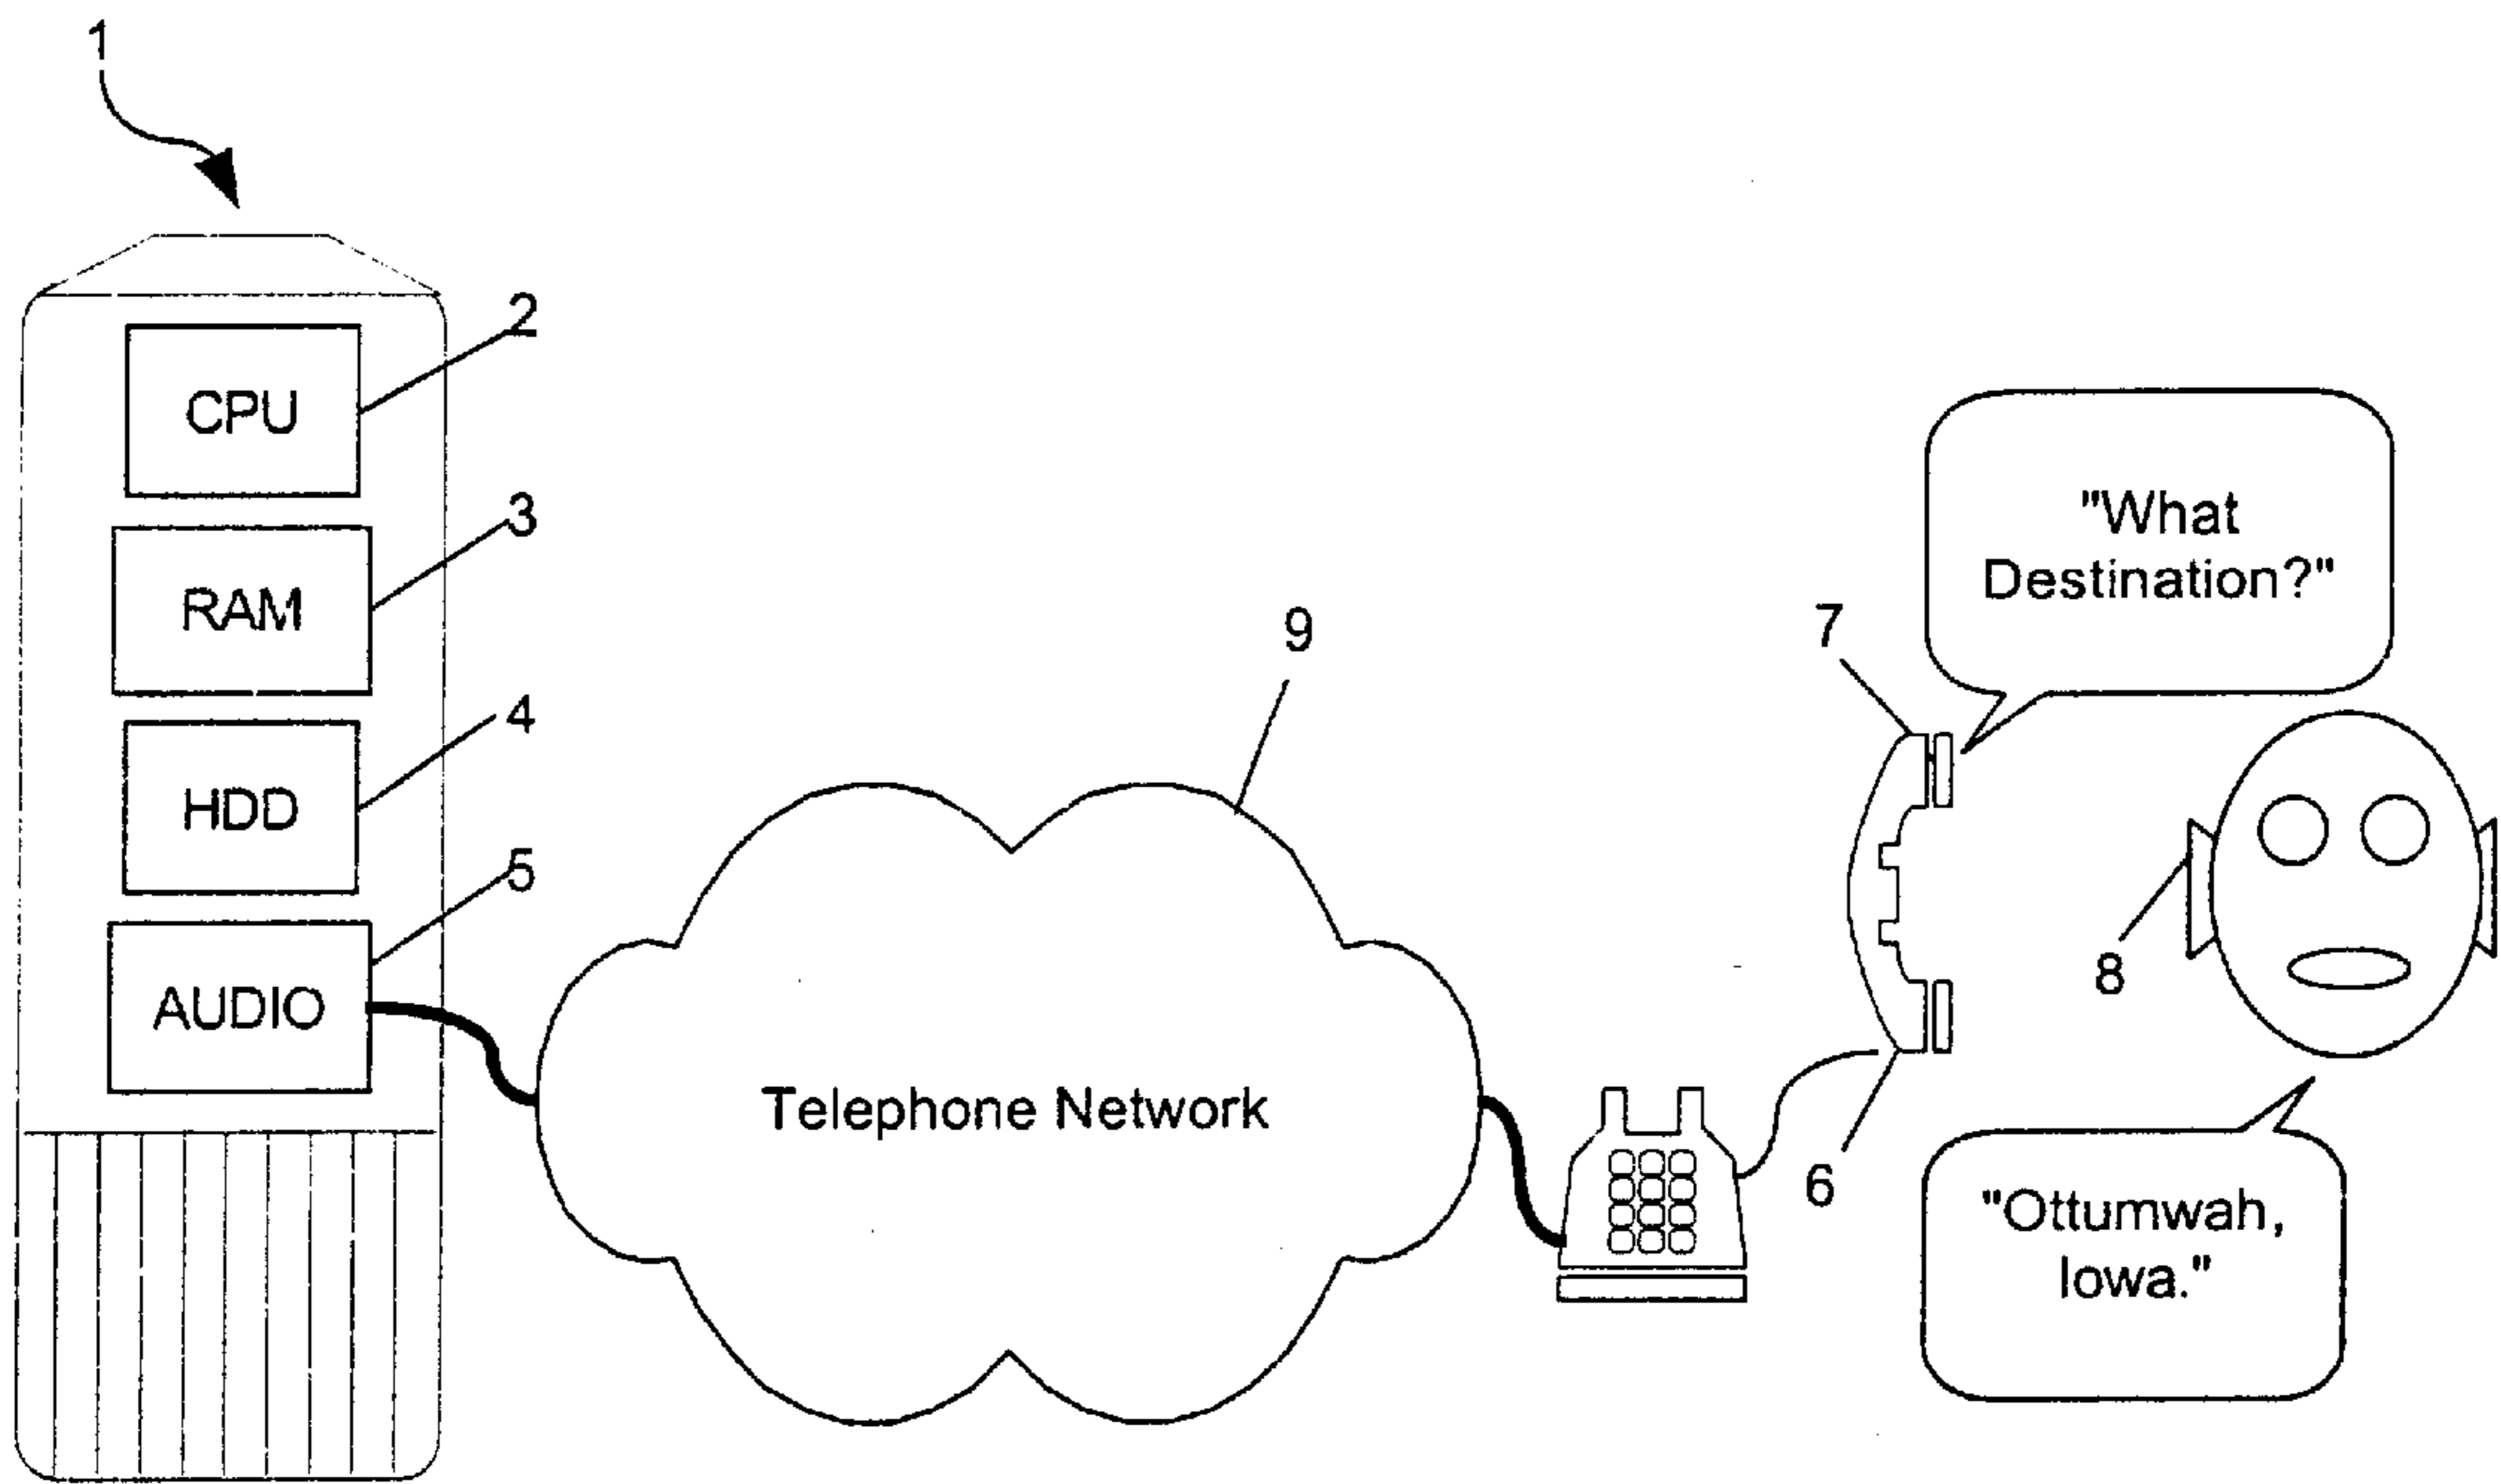 1
2
CPU
3
RAM
4
HDD
5
AUDIO
9
Telephone Network
7
"What
Destination?"
8
6
"Ottumwah,
Iowa."